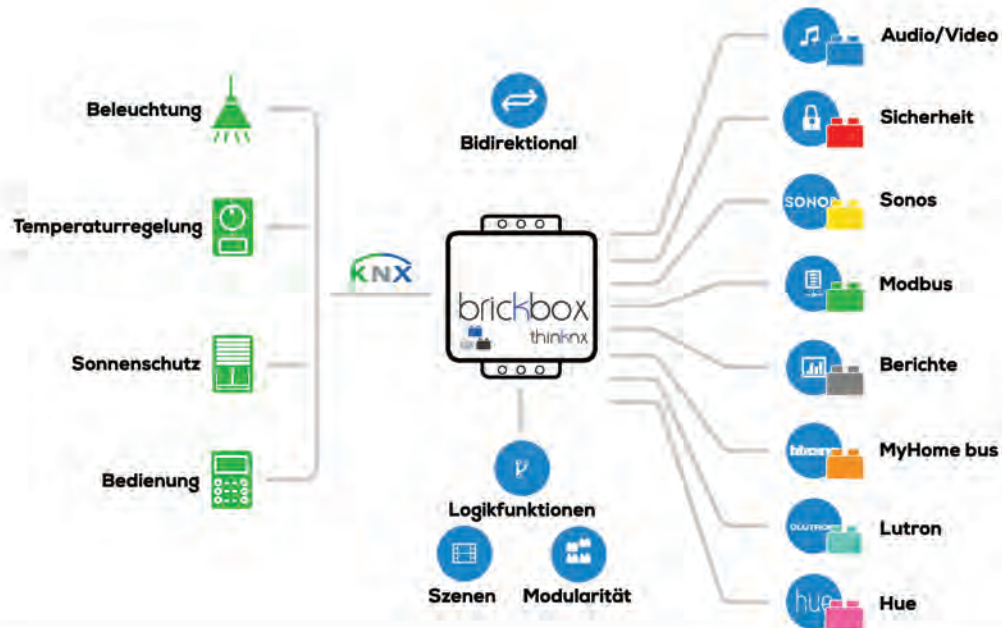 Beleuchtung
Temperaturregelung
Sonnenschutz
Bedienung
KNX
Bidirektional
brickbox
thinknx
Logikfunktionen
Szenen
Modularität
Audio/Video
Sicherheit
SONOS
Sonos
Modbus
Berichte
MyHome bus
LUTRON
Lutron
hue
Hue